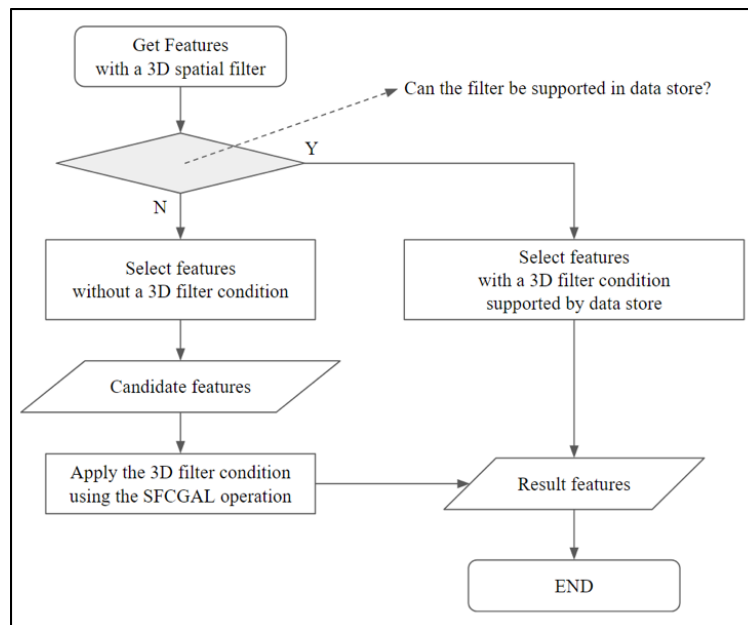 Get Features
with a 3D spatial filter
Can the filter be supported in data store?
Y
N
Select features
without a 3D filter condition
Select features
with a 3D filter condition
supported by data store
Candidate features
Apply the 3D filter condition
using the SFCGAL operation
Result features
END